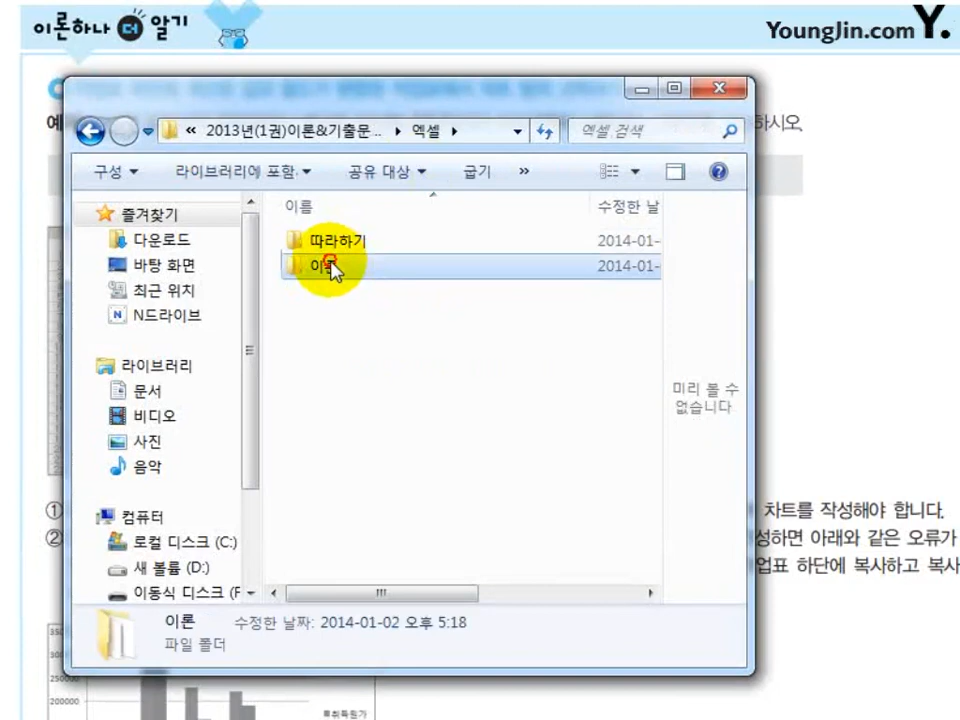 이론하나 더 알기
YoungJin.com Y.
예
하시오.
« 2013년(1권)이론&기출문... ▸ 엑셀 ▸
엑셀 검색
구성
라이브러리에 포함
공유 대상
굽기
»
이름
수정한 날
즐겨찾기
다운로드
바탕 화면
최근 위치
N드라이브
라이브러리
문서
비디오
사진
음악
컴퓨터
로컬 디스크 (C:)
새 볼륨 (D:)
이동식 디스크 (F
따라하기
2014-01-
이론
2014-01-
미리 볼 수
없습니다.
① 차트를 작성해야 합니다.
② 성하면 아래와 같은 오류가
업표 하단에 복사하고 복사
이론
수정한 날짜: 2014-01-02 오후 5:18
파일 폴더
250000
200000